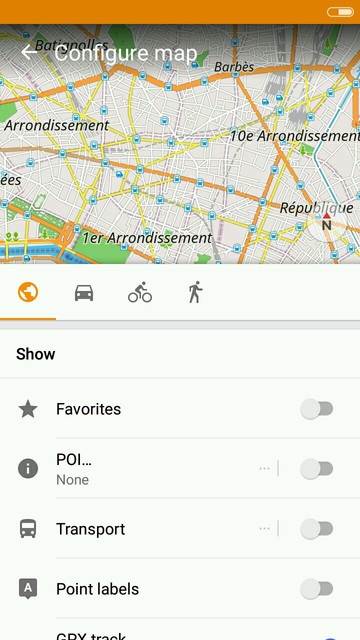 Batignolles
Configure map
Barbès
Arrondissement
10e Arrondissement
ées
République
N
1er Arrondissement
Show
Favorites
POI...
None
Transport
A
Point labels
GPX track